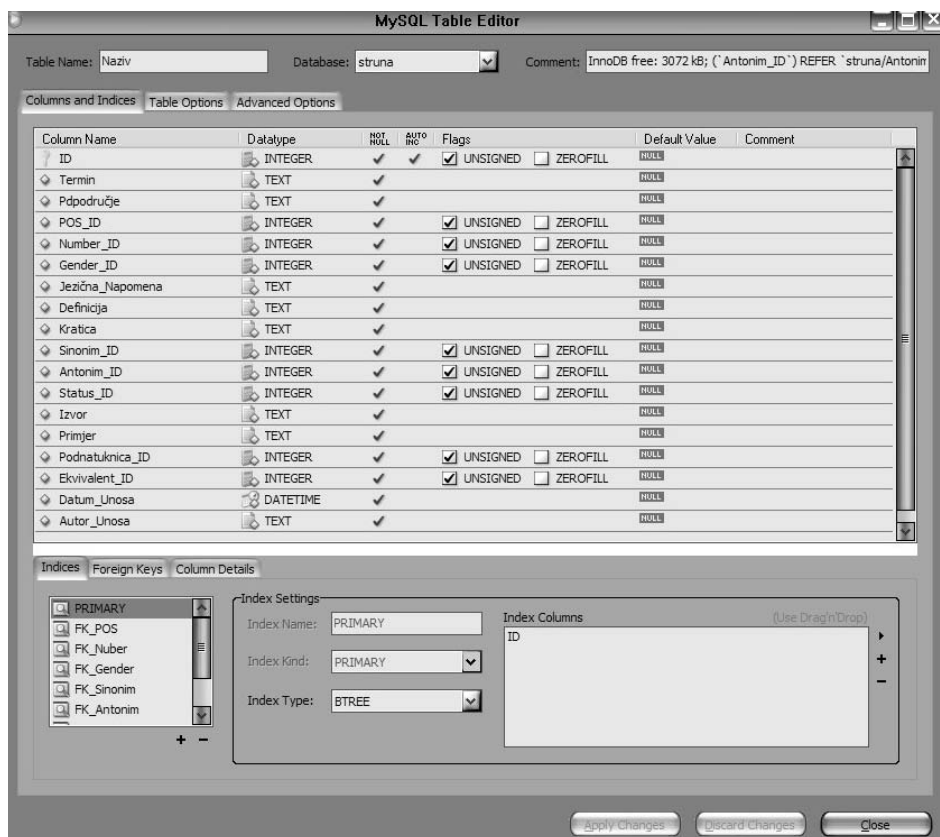 MySQL Table Editor
Table Name: Naziv Database: struna Comment: InnoDB free: 3072 kB; (`Antonim_ID`) REFER `struna/Antonim
Columns and Indices Table Options Advanced Options
Column Name Datatype NOT NULL AUTO INC Flags Default Value Comment
ID INTEGER UNSIGNED ZEROFILL NULL
Termin TEXT NULL
Pdpodručje TEXT NULL
POS_ID INTEGER UNSIGNED ZEROFILL NULL
Number_ID INTEGER UNSIGNED ZEROFILL NULL
Gender_ID INTEGER UNSIGNED ZEROFILL NULL
Jezična_Napomena TEXT NULL
Definicija TEXT NULL
Kratica TEXT NULL
Sinonim_ID INTEGER UNSIGNED ZEROFILL NULL
Antonim_ID INTEGER UNSIGNED ZEROFILL NULL
Status_ID INTEGER UNSIGNED ZEROFILL NULL
Izvor TEXT NULL
Primjer TEXT NULL
Podnatuknica_ID INTEGER UNSIGNED ZEROFILL NULL
Ekvivalent_ID INTEGER UNSIGNED ZEROFILL NULL
Datum_Unosa DATETIME NULL
Autor_Unosa TEXT NULL
Indices Foreign Keys Column Details
PRIMARY
FK_POS
FK_Nuber
FK_Gender
FK_Sinonim
FK_Antonim
Index Settings
Index Name: PRIMARY
Index Kind: PRIMARY
Index Type: BTREE
Index Columns (Use Drag'n'Drop)
ID
Apply Changes Discard Changes Close